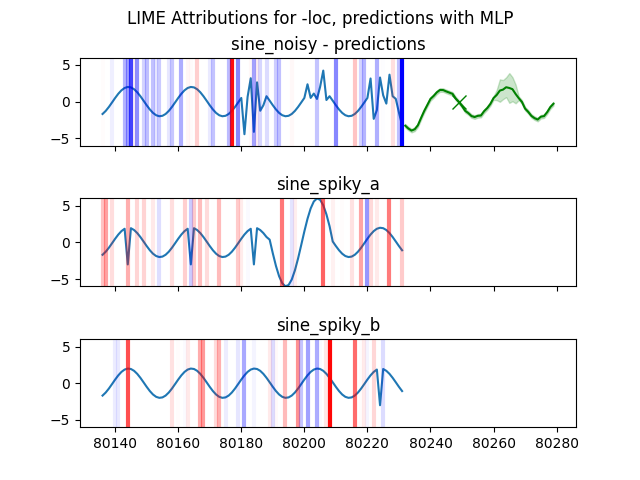 LIME Attributions for -loc, predictions with MLP
sine_noisy - predictions
5
0
−5
sine_spiky_a
5
0
−5
sine_spiky_b
5
0
−5
80140 80160 80180 80200 80220 80240 80260 80280